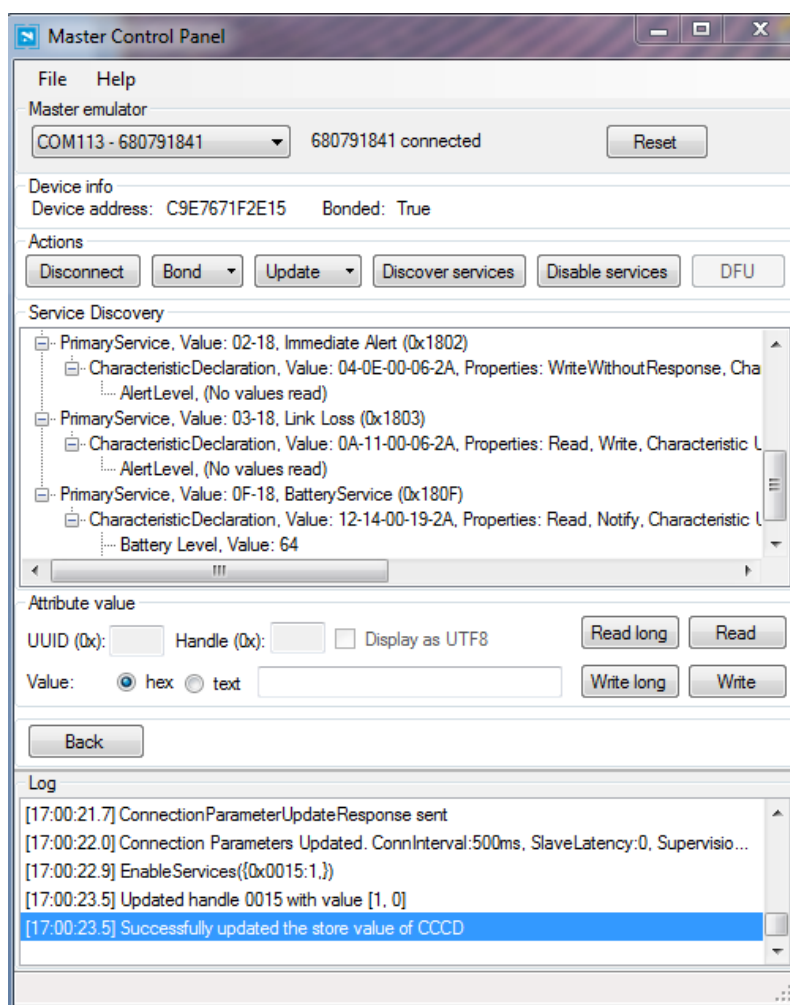 Master Control Panel
File Help
Master emulator
COM113 - 680791841 680791841 connected Reset
Device info
Device address: C9E7671F2E15 Bonded: True
Actions
Disconnect Bond Update Discover services Disable services DFU
Service Discovery
PrimaryService, Value: 02-18, Immediate Alert (0x1802)
CharacteristicDeclaration, Value: 04-0E-00-06-2A, Properties: WriteWithoutResponse, Cha
AlertLevel, (No values read)
PrimaryService, Value: 03-18, Link Loss (0x1803)
CharacteristicDeclaration, Value: 0A-11-00-06-2A, Properties: Read, Write, Characteristic U
AlertLevel, (No values read)
PrimaryService, Value: 0F-18, BatteryService (0x180F)
CharacteristicDeclaration, Value: 12-14-00-19-2A, Properties: Read, Notify, Characteristic U
Battery Level, Value: 64
Attribute value
UUID (0x): Handle (0x): Display as UTF8 Read long Read
Value: hex text Write long Write
Back
Log
[17:00:21.7] ConnectionParameterUpdateResponse sent
[17:00:22.0] Connection Parameters Updated. ConnInterval:500ms, SlaveLatency:0, Supervisio...
[17:00:22.9] EnableServices({0x0015:1,})
[17:00:23.5] Updated handle 0015 with value [1, 0]
[17:00:23.5] Successfully updated the store value of CCCD